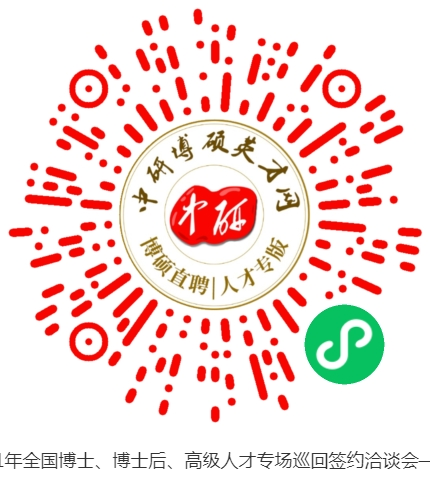 中研博硕英才网
中研
博硕直聘|人才专版
1年全国博士、博士后、高级人才专场巡回签约洽谈会—